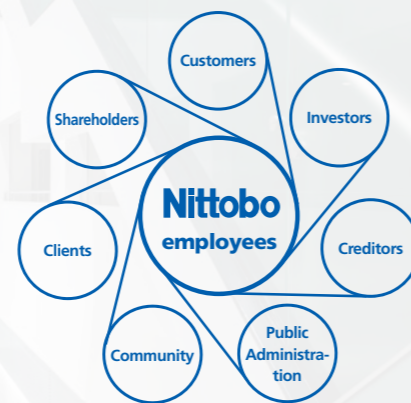 Customers
Shareholders
Investors
Nittobo
employees
Clients
Creditors
Public
Administra-
tion
Community